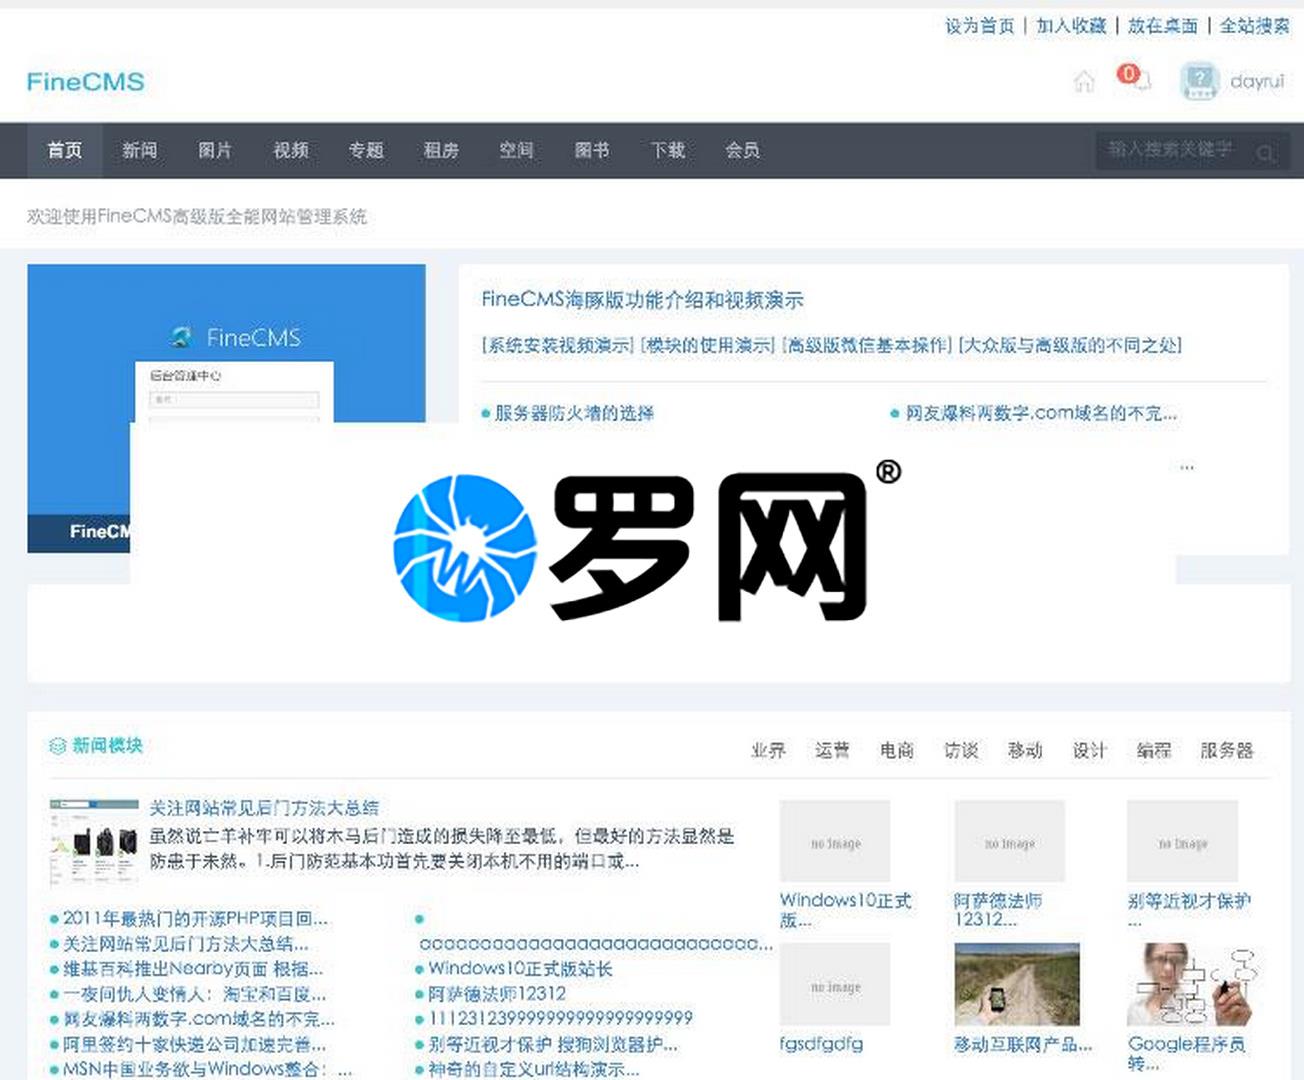 设为首页 | 加入收藏 | 放在桌面 | 全站搜索
FineCMS
0
dayrui
首页 新闻 图片 视频 专题 租房 空间 图书 下载 会员
输入搜索关键字
欢迎使用FineCMS高级版全能网站管理系统
FineCMS
后台管理中心
FineCM
FineCMS海豚版功能介绍和视频演示
[系统安装视频演示] [模块的使用演示] [高级版微信基本操作] [大众版与高级版的不同之处]
服务器防火墙的选择
网友爆料两数字.com域名的不完...
...
罗网®
新闻模块
业界 运营 电商 访谈 移动 设计 编程 服务器
关注网站常见后门方法大总结
虽然说亡羊补牢可以将木马后门造成的损失降至最低，但最好的方法显然是
防患于未然。1.后门防范基本功首先要关闭本机不用的端口或...
2011年最热门的开源PHP项目回...
关注网站常见后门方法大总结...
维基百科推出Nearby页面 根据...
一夜间仇人变情人：淘宝和百度...
网友爆料两数字.com域名的不完...
阿里签约十家快递公司加速完善...
MSN中国业务欲与Windows整合：...
Windows10正式版站长
阿萨德法师12312
别等近视才保护 搜狗浏览器护...
神奇的自定义url结构演示...
no image
no image
no image
Windows10正式
版...
阿萨德法师
12312...
别等近视才保护
...
no image
fgsdfgdfg
移动互联网产品...
Google程序员
转...